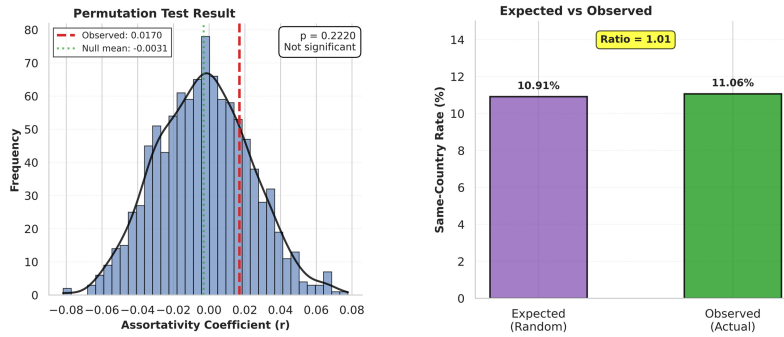 Permutation Test Result
Observed: 0.0170
Null mean: -0.0031
p = 0.2220
Not significant
Frequency
80
70
60
50
40
30
20
10
0
−0.08 −0.06 −0.04 −0.02 0.00 0.02 0.04 0.06 0.08
Assortativity Coefficient (r)
Expected vs Observed
Ratio = 1.01
10.91%
11.06%
Same-Country Rate (%)
14
12
10
8
6
4
2
0
Expected
(Random)
Observed
(Actual)